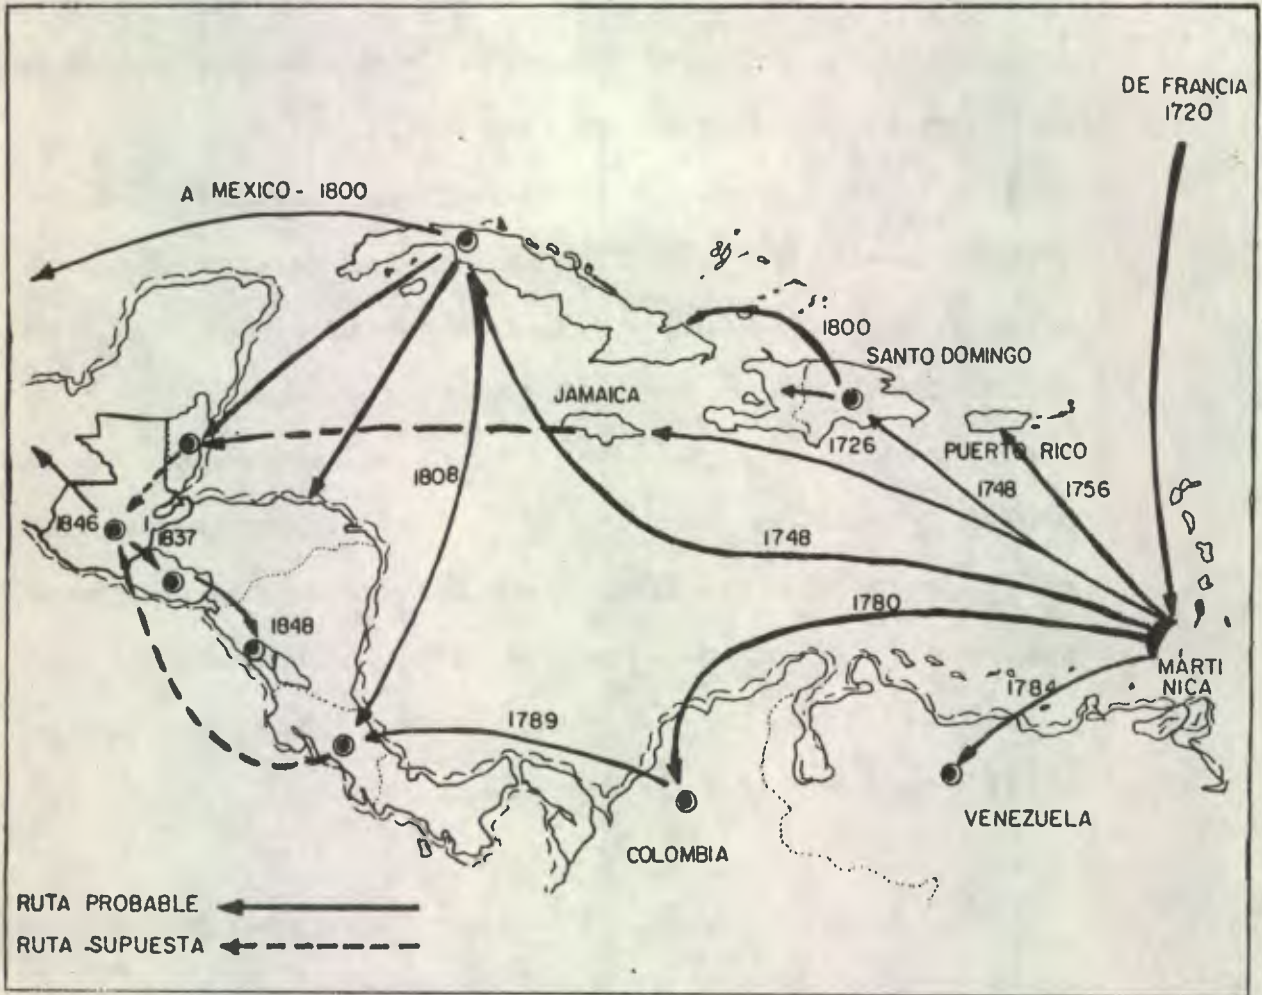 DE FRANCIA
1720
A MEXICO - 1800
1800
SANTO DOMINGO
JAMAICA
1726
PUERTO RICO
1808
1748
1756
1846
1837
1748
1780
1848
MARTI
NICA
1784
1789
VENEZUELA
COLOMBIA
RUTA PROBABLE
RUTA SUPUESTA